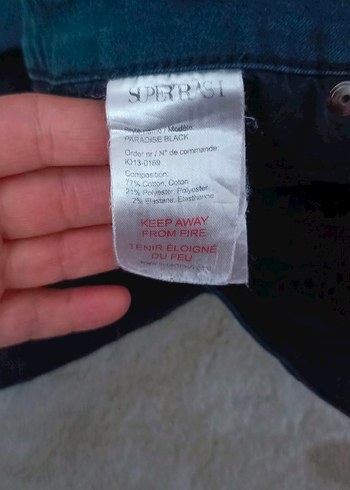 SUPERTRASH
Style name / Modèle:
PARADISE BLACK
Order nr / N° de commande:
IO13-0169
Composition:
77% Cotton, Coton
21% Polyester, Polyester
2% Elastane, Elasthanne
KEEP AWAY
FROM FIRE
TENIR ÉLOIGNÉ
DU FEU